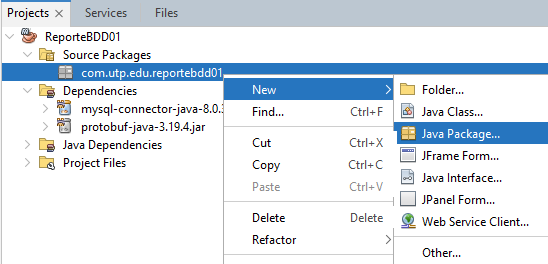 Projects × Services Files
ReporteBDD01
Source Packages
com.utp.edu.reportebdd01
Dependencies
mysql-connector-java-8.0.3
protobuf-java-3.19.4.jar
Java Dependencies
Project Files
New
Find... Ctrl+F
Cut Ctrl+X
Copy Ctrl+C
Paste Ctrl+V
Delete Delete
Refactor
Folder...
Java Class...
Java Package...
JFrame Form...
Java Interface...
JPanel Form...
Web Service Client...
Other...